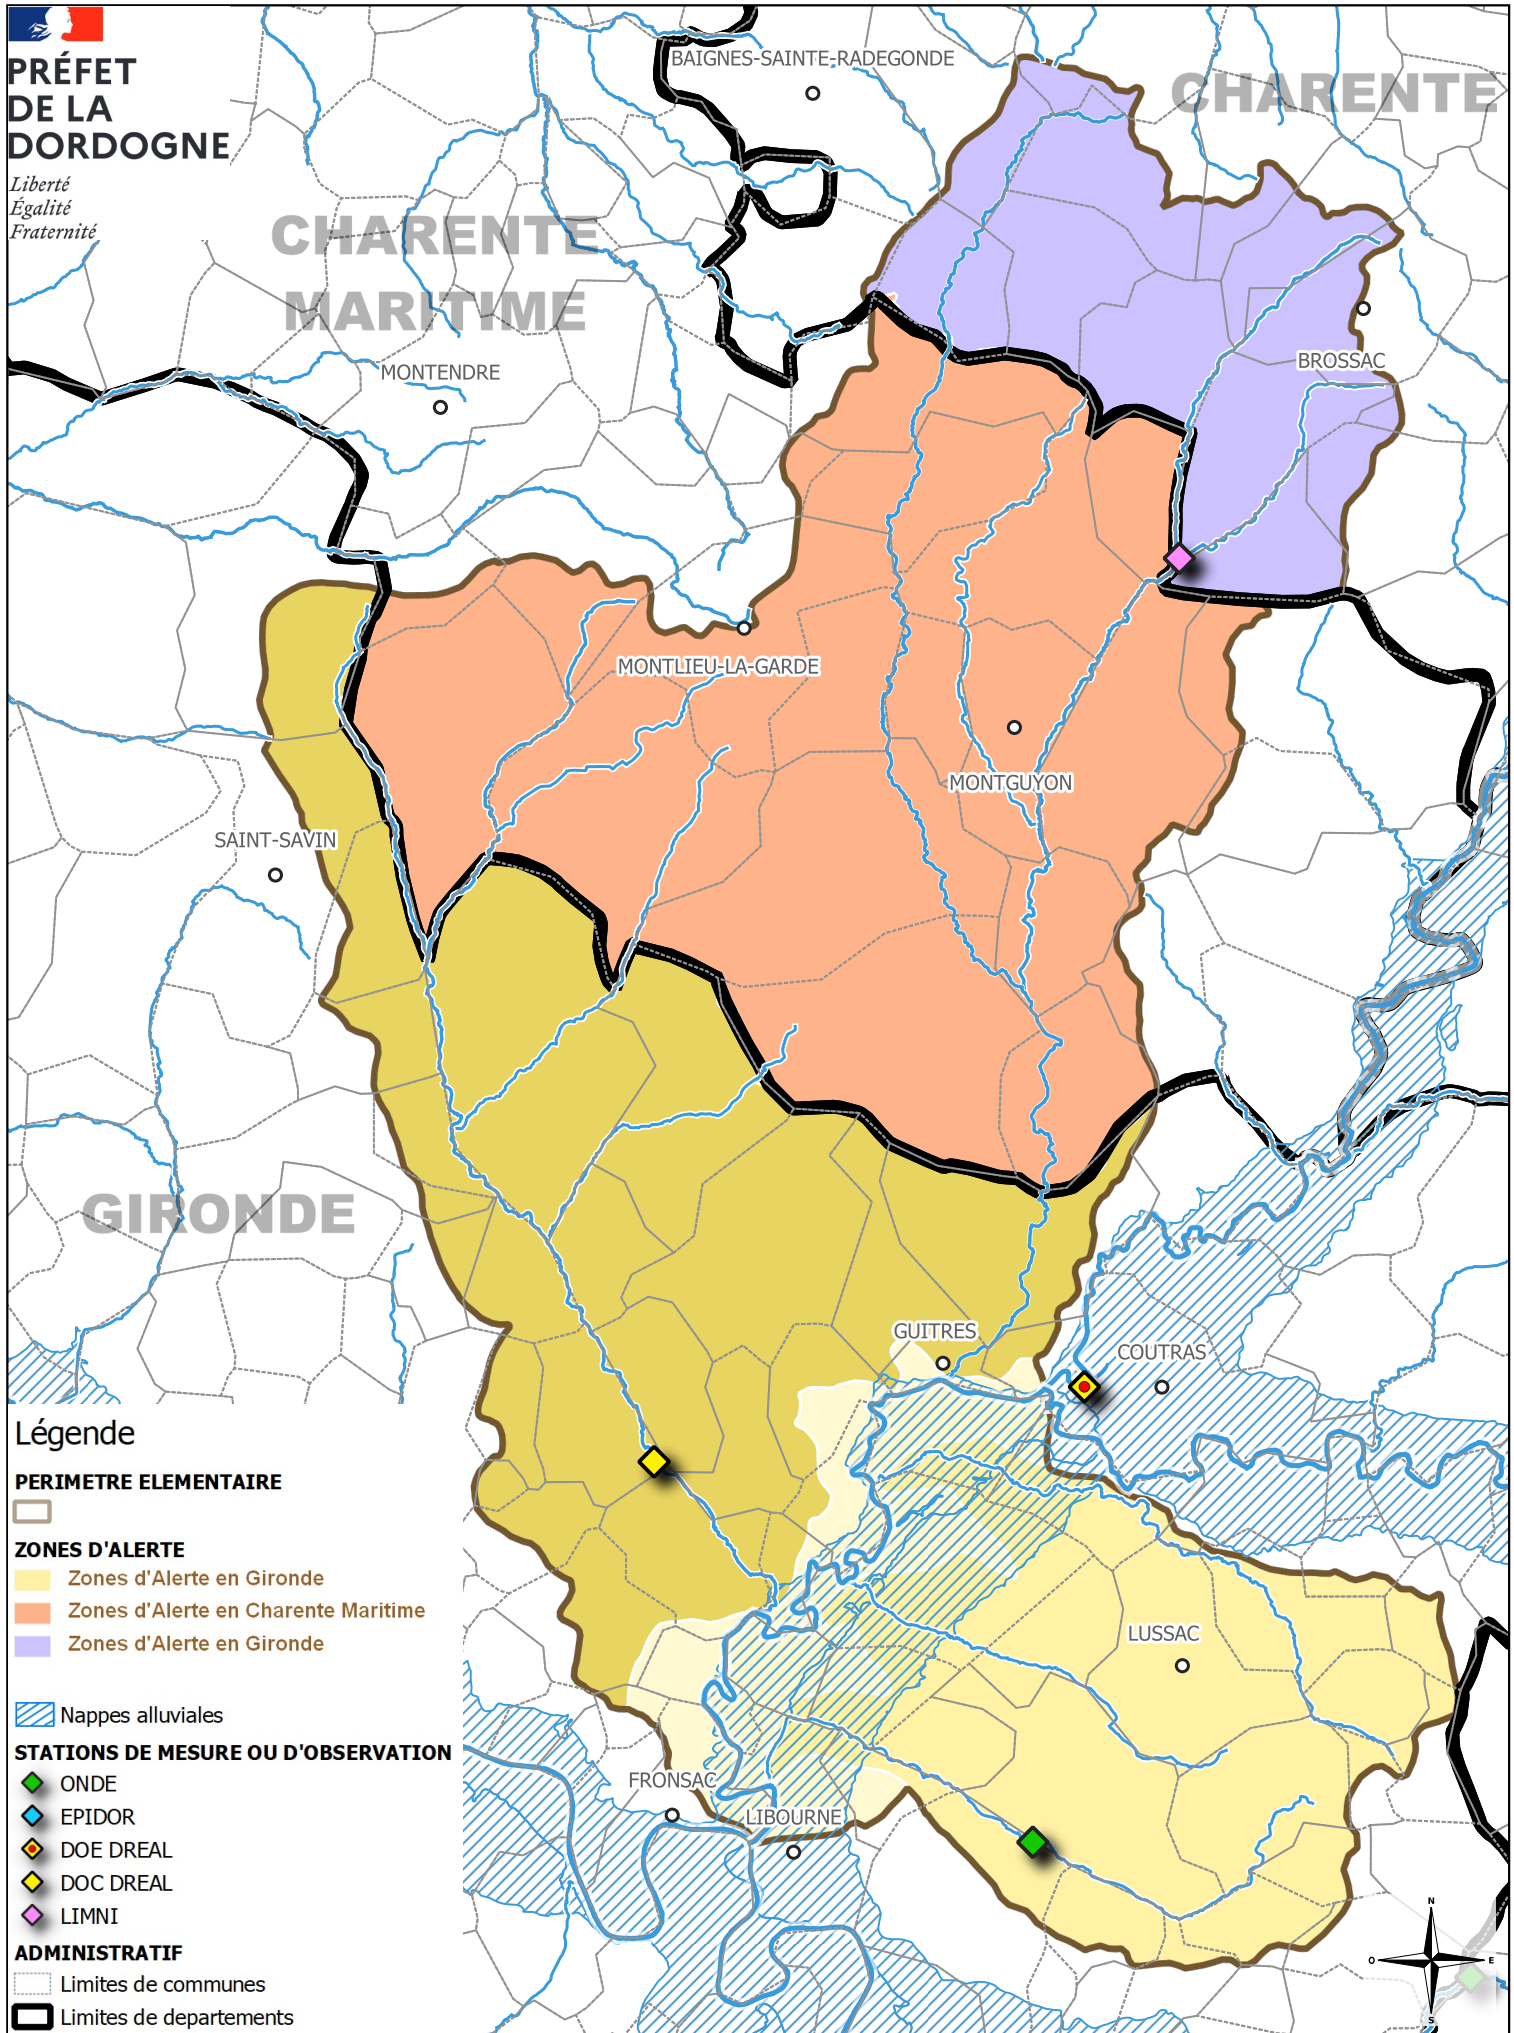 PRÉFET
DE LA
DORDOGNE
Liberté
Égalité
Fraternité
BAIGNES-SAINTE-RADEGONDE
CHARENTE
CHARENTE
MARITIME
MONTENDRE
BROSSAC
MONTLIEU-LA-GARDE
MONTGUYON
SAINT-SAVIN
GIRONDE
GUITRES
COUTRAS
LUSSAC
FRONSAC
LIBOURNE
Légende
PERIMETRE ELEMENTAIRE
ZONES D'ALERTE
Zones d'Alerte en Gironde
Zones d'Alerte en Charente Maritime
Zones d'Alerte en Gironde
Nappes alluviales
STATIONS DE MESURE OU D'OBSERVATION
ONDE
EPIDOR
DOE DREAL
DOC DREAL
LIMNI
ADMINISTRATIF
Limites de communes
Limites de departements
N
O
E
S